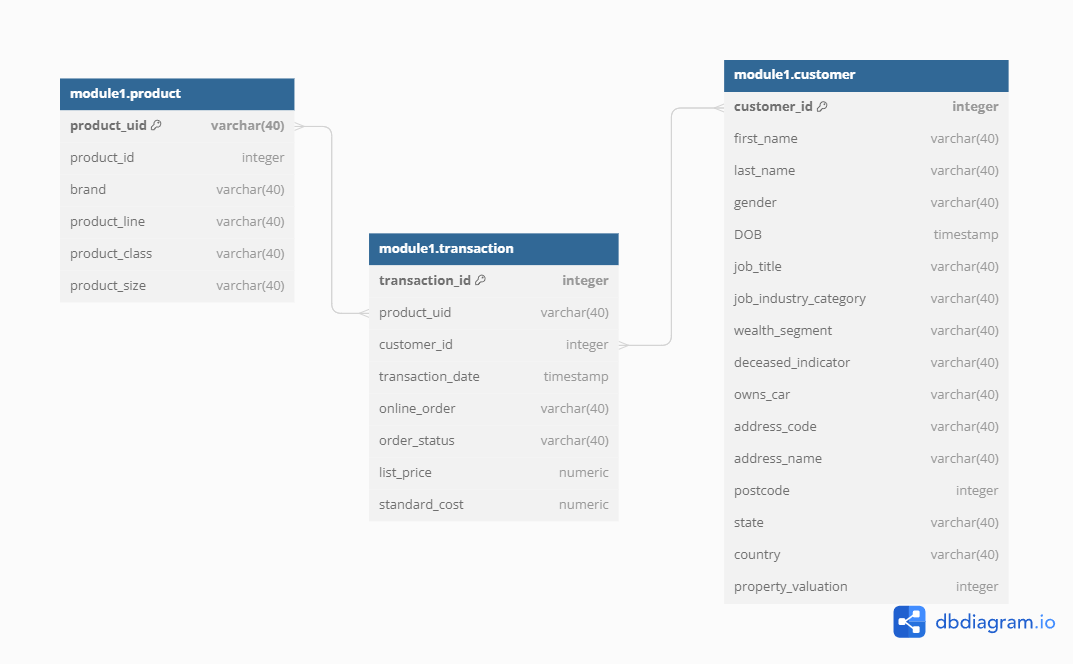 module1.product
product_uid varchar(40)
product_id integer
brand varchar(40)
product_line varchar(40)
product_class varchar(40)
product_size varchar(40)
module1.transaction
transaction_id integer
product_uid varchar(40)
customer_id integer
transaction_date timestamp
online_order varchar(40)
order_status varchar(40)
list_price numeric
standard_cost numeric
module1.customer
customer_id integer
first_name varchar(40)
last_name varchar(40)
gender varchar(40)
DOB timestamp
job_title varchar(40)
job_industry_category varchar(40)
wealth_segment varchar(40)
deceased_indicator varchar(40)
owns_car varchar(40)
address_code varchar(40)
address_name varchar(40)
postcode integer
state varchar(40)
country varchar(40)
property_valuation integer
dbdiagram.io